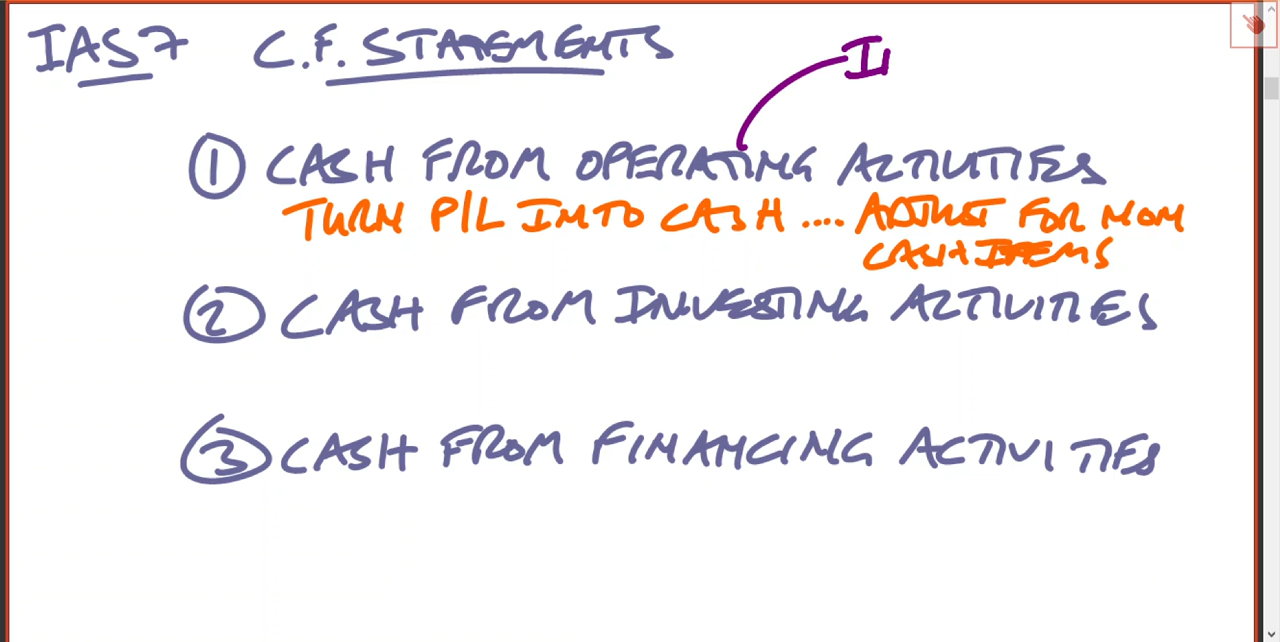 IAS7 C.F. STATEMENTS
I
① CASH FROM OPERATING ACTIVITIES
TURN P/L INTO CASH .... ADJUST FOR NON
CASH ITEMS
② CASH FROM INVESTING ACTIVITIES
③ CASH FROM FINANCING ACTIVITIES